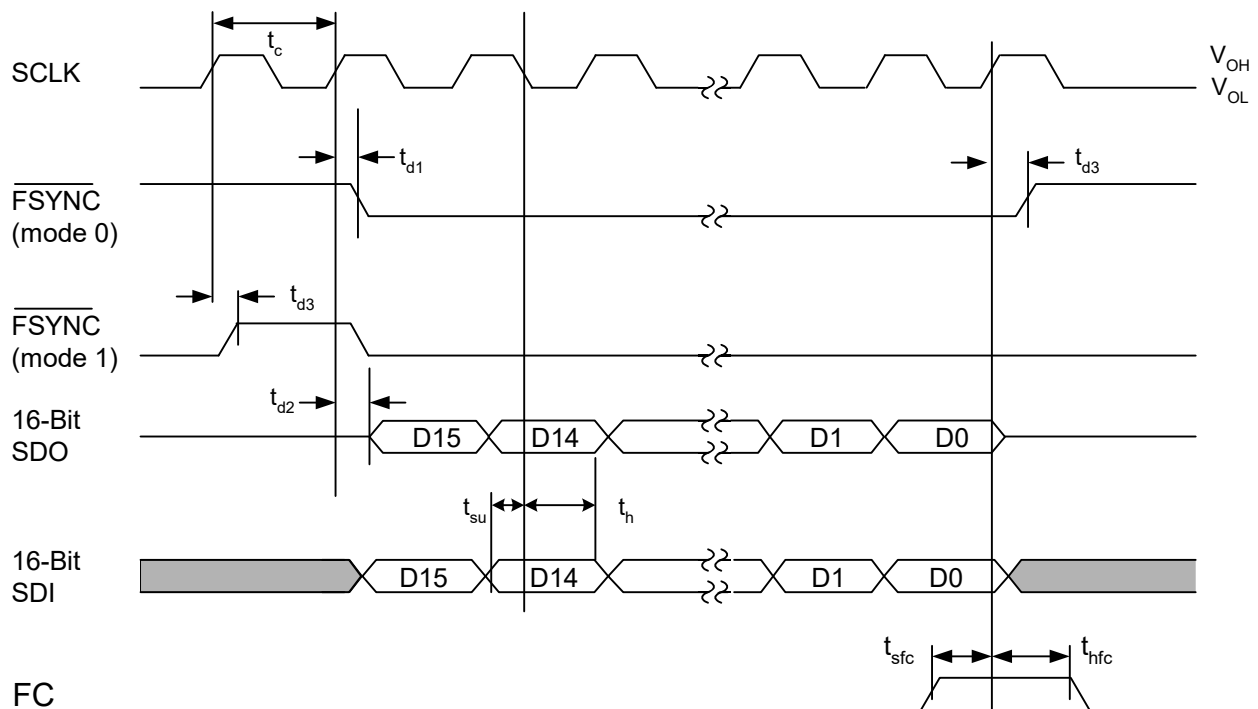 t_c
SCLK
V_OH
V_OL
t_d1
t_d3
FSYNC
(mode 0)
t_d3
FSYNC
(mode 1)
t_d2
16-Bit
SDO
D15 D14 D1 D0
t_su t_h
16-Bit
SDI
D15 D14 D1 D0
t_sfc t_hfc
FC